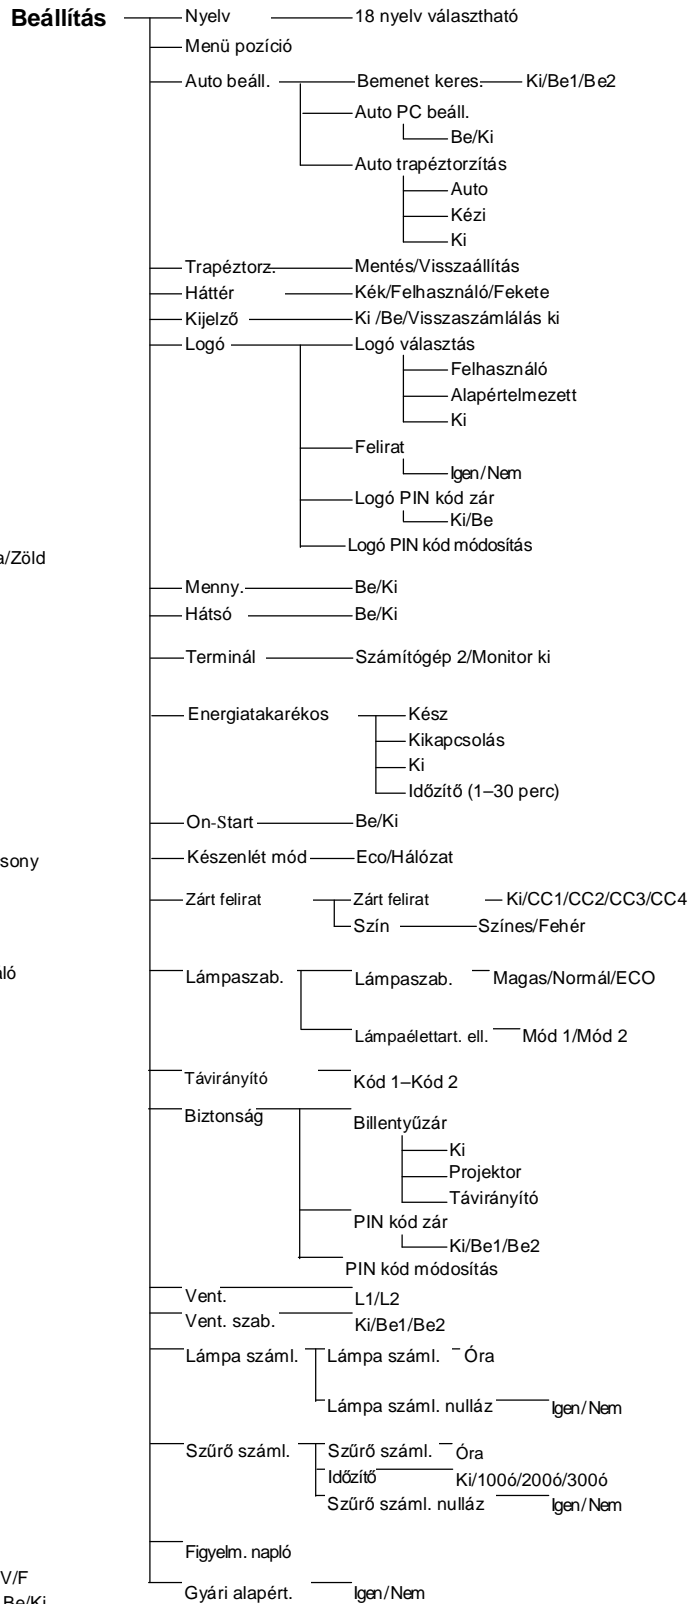 Beállítás Nyelv 18 nyelv választható
Menü pozíció
Auto beáll. Bemenet keres. Ki/Be1/Be2
Auto PC beáll.
Be/Ki
Auto trapéztorzítás
Auto
Kézi
Ki
Trapéztorz. Mentés/Visszaállítás
Háttér Kék/Felhasználó/Fekete
Kijelző Ki /Be/Visszaszámlálás ki
Logó Logó választás
Felhasználó
Alapértelmezett
Ki
Felirat
Igen/Nem
Logó PIN kód zár
Ki/Be
Logó PIN kód módosítás
a/Zöld
Menny. Be/Ki
Hátsó Be/Ki
Terminál Számítógép 2/Monitor ki
Energiatakarékos Kész
Kikapcsolás
Ki
Időzítő (1–30 perc)
On-Start Be/Ki
sony
Készenlét mód Eco/Hálózat
Zárt felirat Zárt felirat Ki/CC1/CC2/CC3/CC4
Szín Színes/Fehér
áló
Lámpaszab. Lámpaszab. Magas/Normál/ECO
Lámpaélettart. ell. Mód 1/Mód 2
Távirányító Kód 1–Kód 2
Biztonság Billentyűzár
Ki
Projektor
Távirányító
PIN kód zár
Ki/Be1/Be2
PIN kód módosítás
Vent. L1/L2
Vent. szab. Ki/Be1/Be2
Lámpa száml. Lámpa száml. Óra
Lámpa száml. nulláz Igen/Nem
Szűrő száml. Szűrő száml. Óra
Időzítő Ki/100ó/200ó/300ó
Szűrő száml. nulláz Igen/Nem
Figyelm. napló
V/F
Gyári alapért. Igen/Nem
Be/Ki